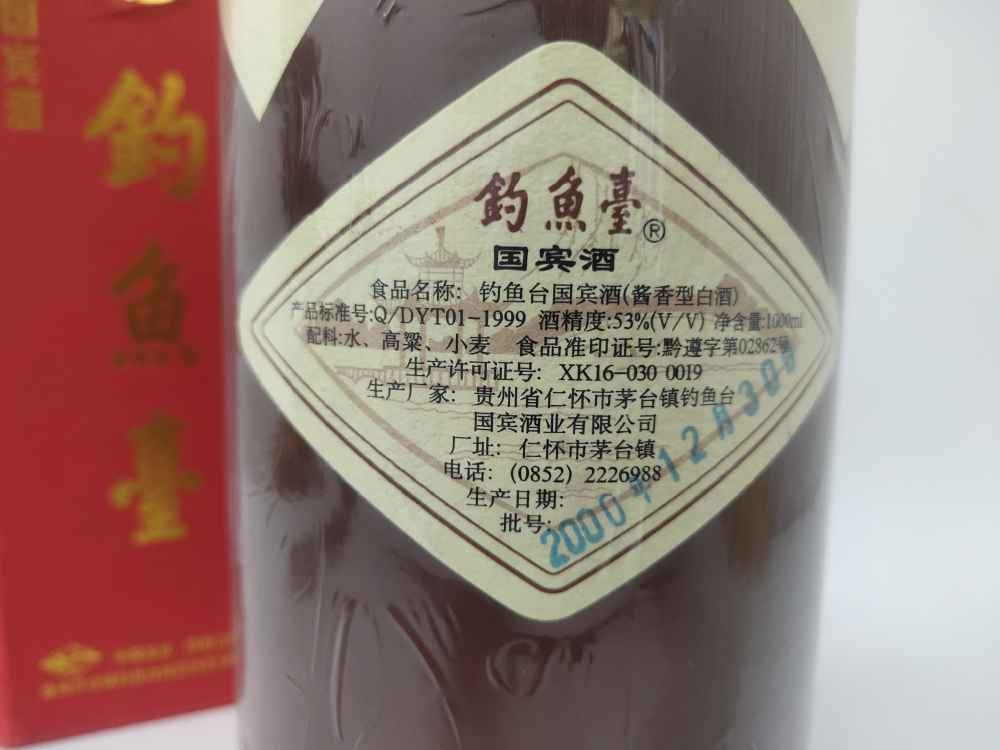 国宾酒
釣魚臺
釣魚臺®
国宾酒
食品名称: 钓鱼台国宾酒(酱香型白酒)
产品标准号:Q/DYT01-1999 酒精度:53%(V/V) 净含量:1000ml
配料:水、高粱、小麦 食品准印证号:黔遵字第02862号
生产许可证号: XK16-030 0019
生产厂家: 贵州省仁怀市茅台镇钓鱼台
国宾酒业有限公司
厂址: 仁怀市茅台镇
电话: (0852) 2226988
生产日期:
批号:
2000年12月30日